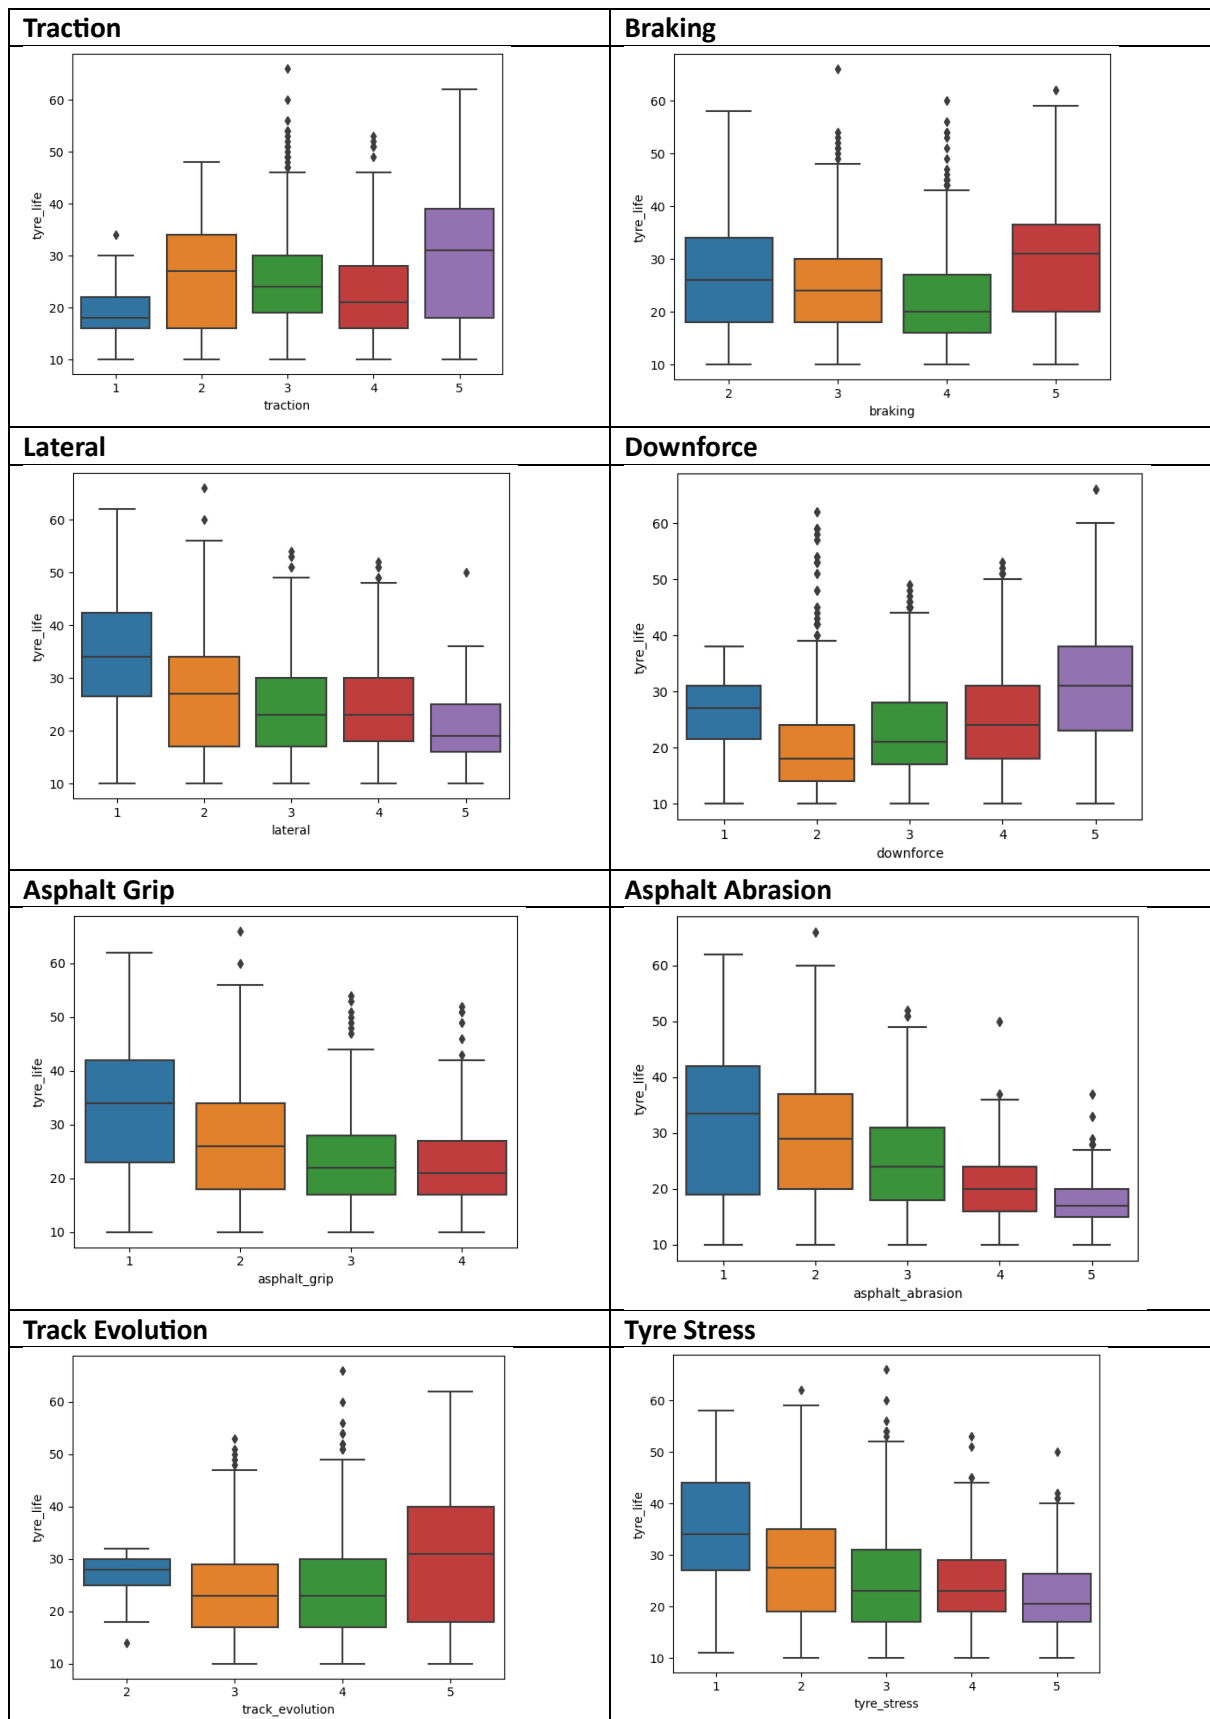 Traction
Braking
60
50
40
30
20
10
tyre_life
1 2 3 4 5
traction
60
50
40
30
20
10
tyre_life
2 3 4 5
braking
Lateral
Downforce
60
50
40
30
20
10
tyre_life
1 2 3 4 5
lateral
60
50
40
30
20
10
tyre_life
1 2 3 4 5
downforce
Asphalt Grip
Asphalt Abrasion
60
50
40
30
20
10
tyre_life
1 2 3 4
asphalt_grip
60
50
40
30
20
10
tyre_life
1 2 3 4 5
asphalt_abrasion
Track Evolution
Tyre Stress
60
50
40
30
20
10
tyre_life
2 3 4 5
track_evolution
60
50
40
30
20
10
tyre_life
1 2 3 4 5
tyre_stress